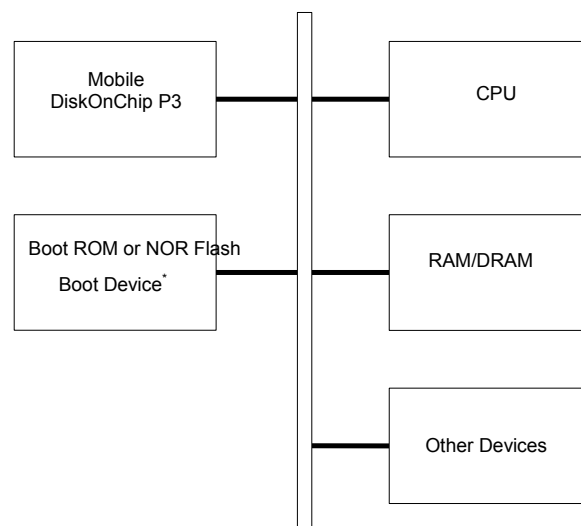 Mobile
DiskOnChip P3
CPU
Boot ROM or NOR Flash
Boot Device*
RAM/DRAM
Other Devices